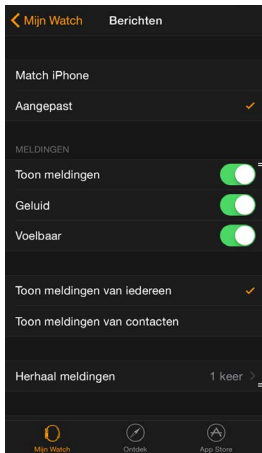 Mijn Watch Berichten
Match iPhone
Aangepast
MELDINGEN
Toon meldingen
Geluid
Voelbaar
Toon meldingen van iedereen
Toon meldingen van contacten
Herhaal meldingen 1 keer
Mijn Watch Ontdek App Store